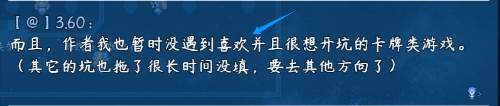 【@】3.60：
而且，作者我也暂时没遇到喜欢并且很想开坑的卡牌类游戏。
（其它的坑也拖了很长时间没填，要去其他方向了）